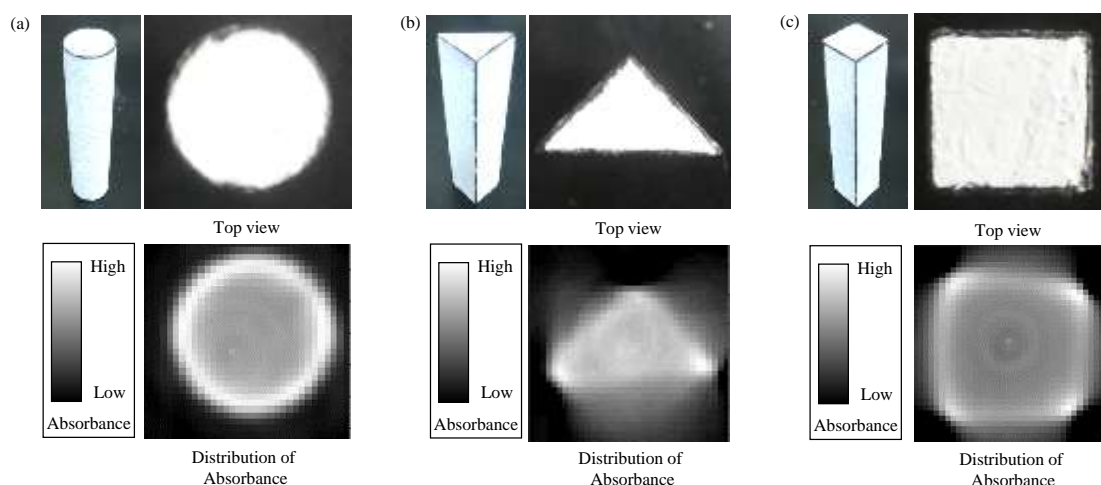 (a)
(b)
(c)
Top view
Top view
Top view
High
Low
Absorbance
High
Low
Absorbance
High
Low
Absorbance
Distribution of
Absorbance
Distribution of
Absorbance
Distribution of
Absorbance